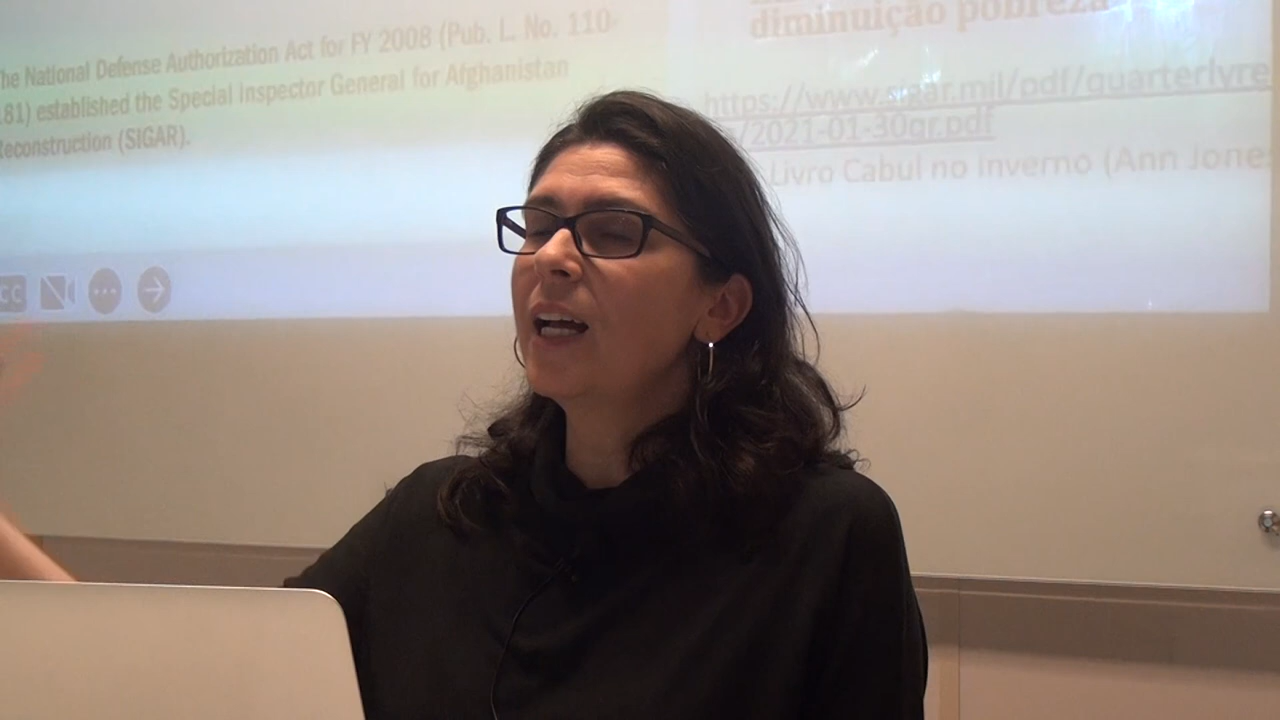 The National Defense Authorization Act for FY 2008 (Pub. L. No. 110-
181) established the Special Inspector General for Afghanistan
Reconstruction (SIGAR).
diminuição pobreza
https://www.sigar.mil/pdf/quarterlyre
/2021-01-30qr.pdf
Livro Cabul no Inverno (Ann Jone
CC